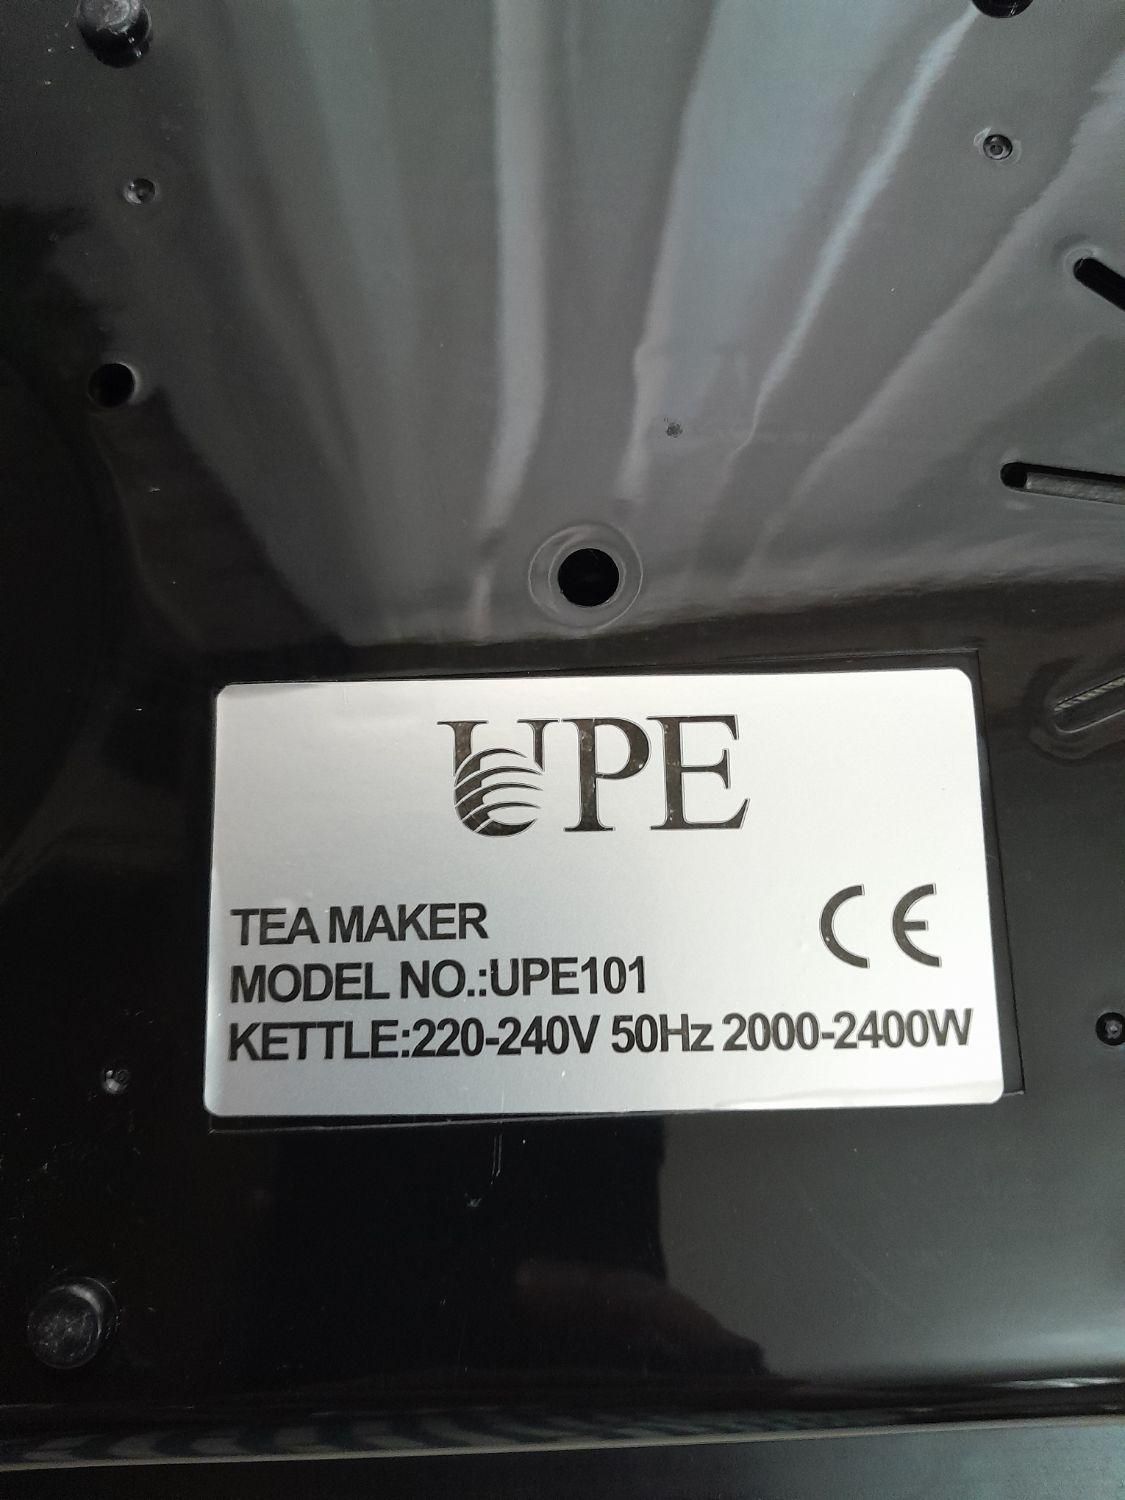 UPE
TEA MAKER
CE
MODEL NO.:UPE101
KETTLE:220-240V 50Hz 2000-2400W